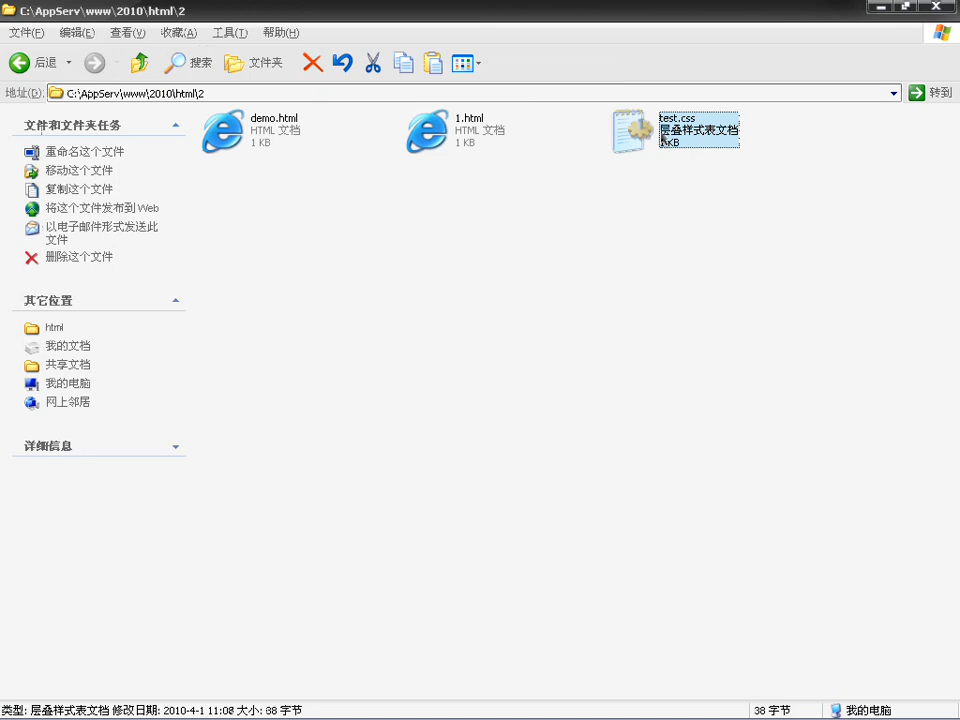 C:\AppServ\www\2010\html\2
文件(F) 编辑(E) 查看(V) 收藏(A) 工具(T) 帮助(H)
后退 搜索 文件夹
地址(D): C:\AppServ\www\2010\html\2 转到
文件和文件夹任务
重命名这个文件
移动这个文件
复制这个文件
将这个文件发布到 Web
以电子邮件形式发送此
文件
删除这个文件
其它位置
html
我的文档
共享文档
我的电脑
网上邻居
详细信息
demo.html
HTML 文档
1 KB
1.html
HTML 文档
1 KB
test.css
层叠样式表文档
1 KB
类型: 层叠样式表文档 修改日期: 2010-4-1 11:08 大小: 38 字节 38 字节 我的电脑